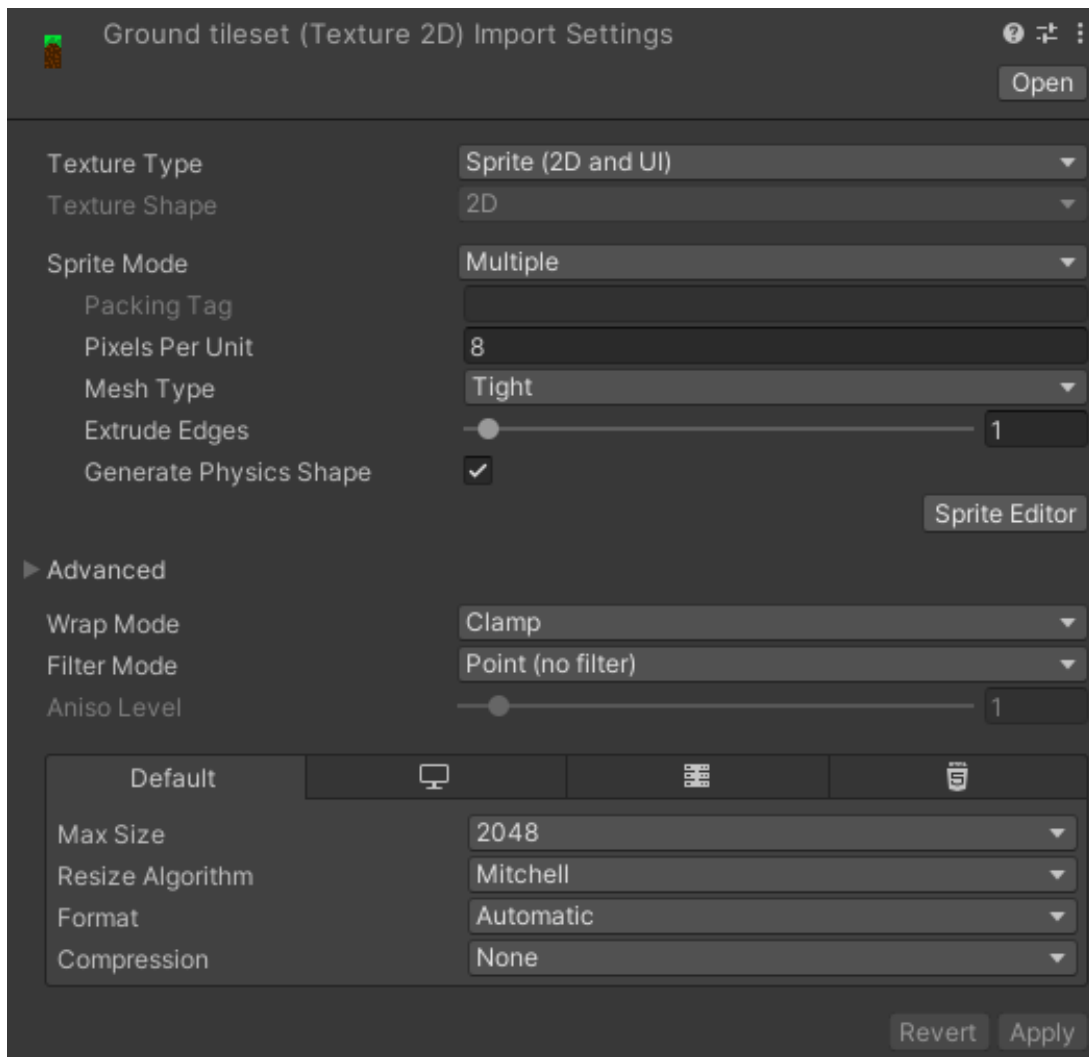 Ground tileset (Texture 2D) Import Settings
Open
Texture Type Sprite (2D and UI)
Texture Shape 2D
Sprite Mode Multiple
Packing Tag
Pixels Per Unit 8
Mesh Type Tight
Extrude Edges 1
Generate Physics Shape
Sprite Editor
Advanced
Wrap Mode Clamp
Filter Mode Point (no filter)
Aniso Level 1
Default
Max Size 2048
Resize Algorithm Mitchell
Format Automatic
Compression None
Revert Apply